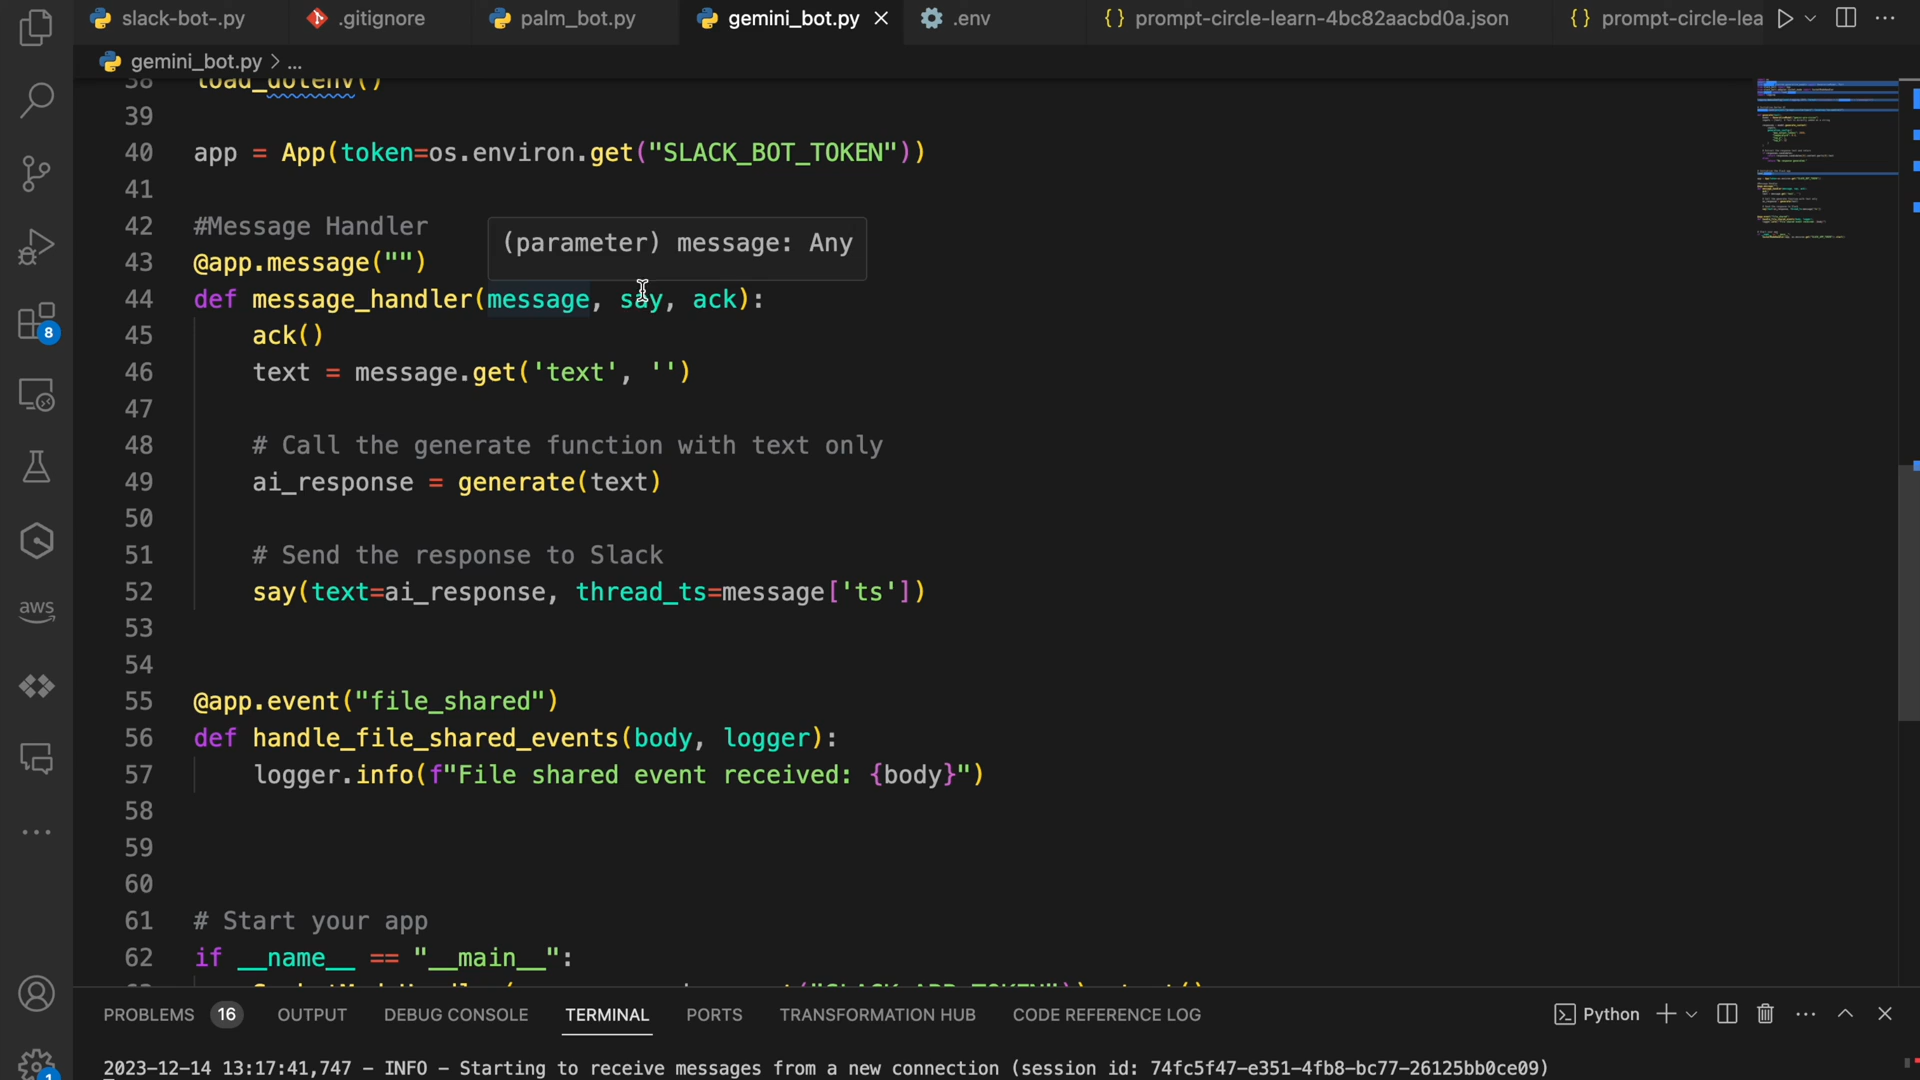 slack-bot-.py
.gitignore
palm_bot.py
gemini_bot.py
.env
{} prompt-circle-learn-4bc82aacbd0a.json
{} prompt-circle-lea
gemini_bot.py > ...
38 load_dotenv()
39
40 app = App(token=os.environ.get("SLACK_BOT_TOKEN"))
41
42 #Message Handler
(parameter) message: Any
43 @app.message("")
44 def message_handler(message, say, ack):
45 ack()
46 text = message.get('text', '')
47
48 # Call the generate function with text only
49 ai_response = generate(text)
50
51 # Send the response to Slack
52 say(text=ai_response, thread_ts=message['ts'])
53
54
55 @app.event("file_shared")
56 def handle_file_shared_events(body, logger):
57 logger.info(f"File shared event received: {body}")
58
59
60
61 # Start your app
62 if __name__ == "__main__":
8
aws
1
PROBLEMS 16 OUTPUT DEBUG CONSOLE TERMINAL PORTS TRANSFORMATION HUB CODE REFERENCE LOG
Python
2023-12-14 13:17:41,747 - INFO - Starting to receive messages from a new connection (session id: 74fc5f47-e351-4fb8-bc77-26125bb0ce09)